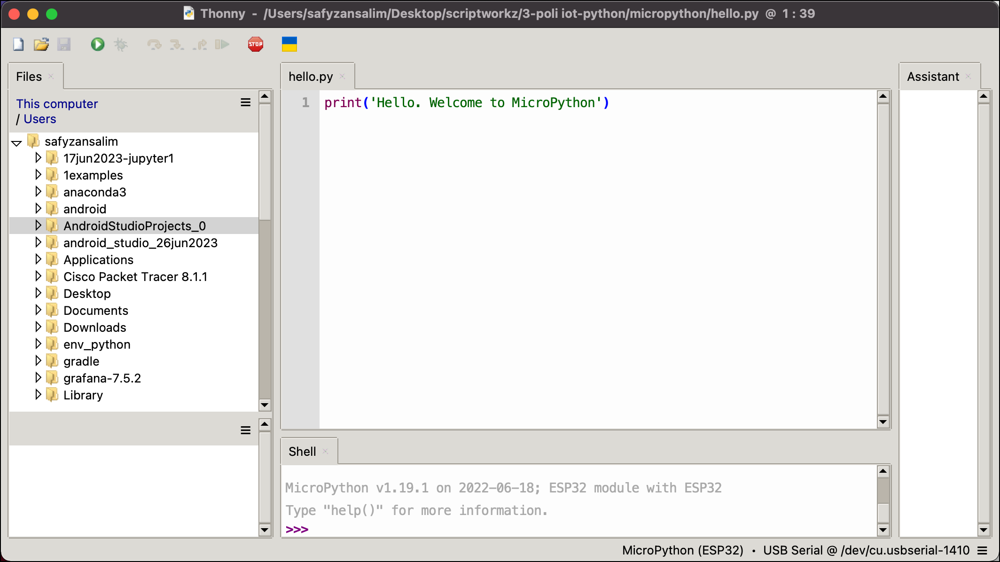 Thonny - /Users/safyzansalim/Desktop/scriptworkz/3-poli iot-python/micropython/hello.py @ 1 : 39
STOP
Files
This computer
/ Users
safyzansalim
17jun2023-jupyter1
1examples
anaconda3
android
AndroidStudioProjects_0
android_studio_26jun2023
Applications
Cisco Packet Tracer 8.1.1
Desktop
Documents
Downloads
env_python
gradle
grafana-7.5.2
Library
hello.py
1 print('Hello. Welcome to MicroPython')
Shell
MicroPython v1.19.1 on 2022-06-18; ESP32 module with ESP32
Type "help()" for more information.
>>>
Assistant
MicroPython (ESP32) • USB Serial @ /dev/cu.usbserial-1410